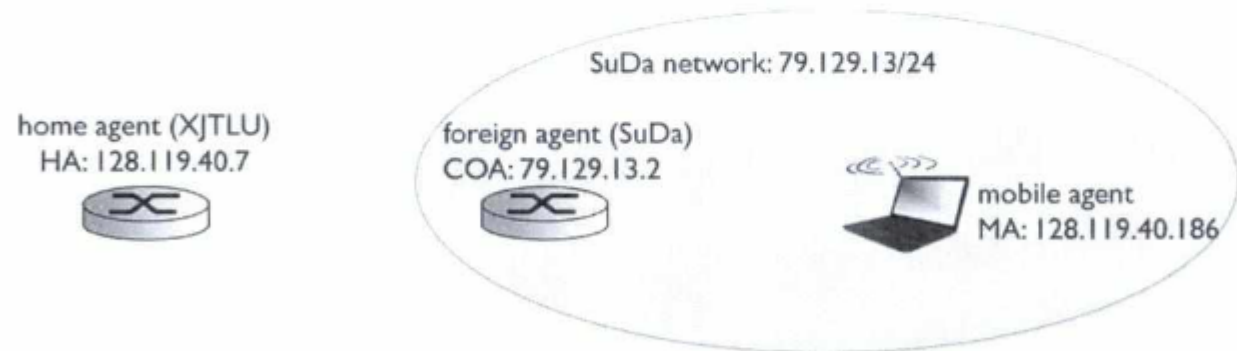 SuDa network: 79.129.13/24
home agent (XJTLU)
HA: 128.119.40.7
foreign agent (SuDa)
COA: 79.129.13.2
mobile agent
MA: 128.119.40.186